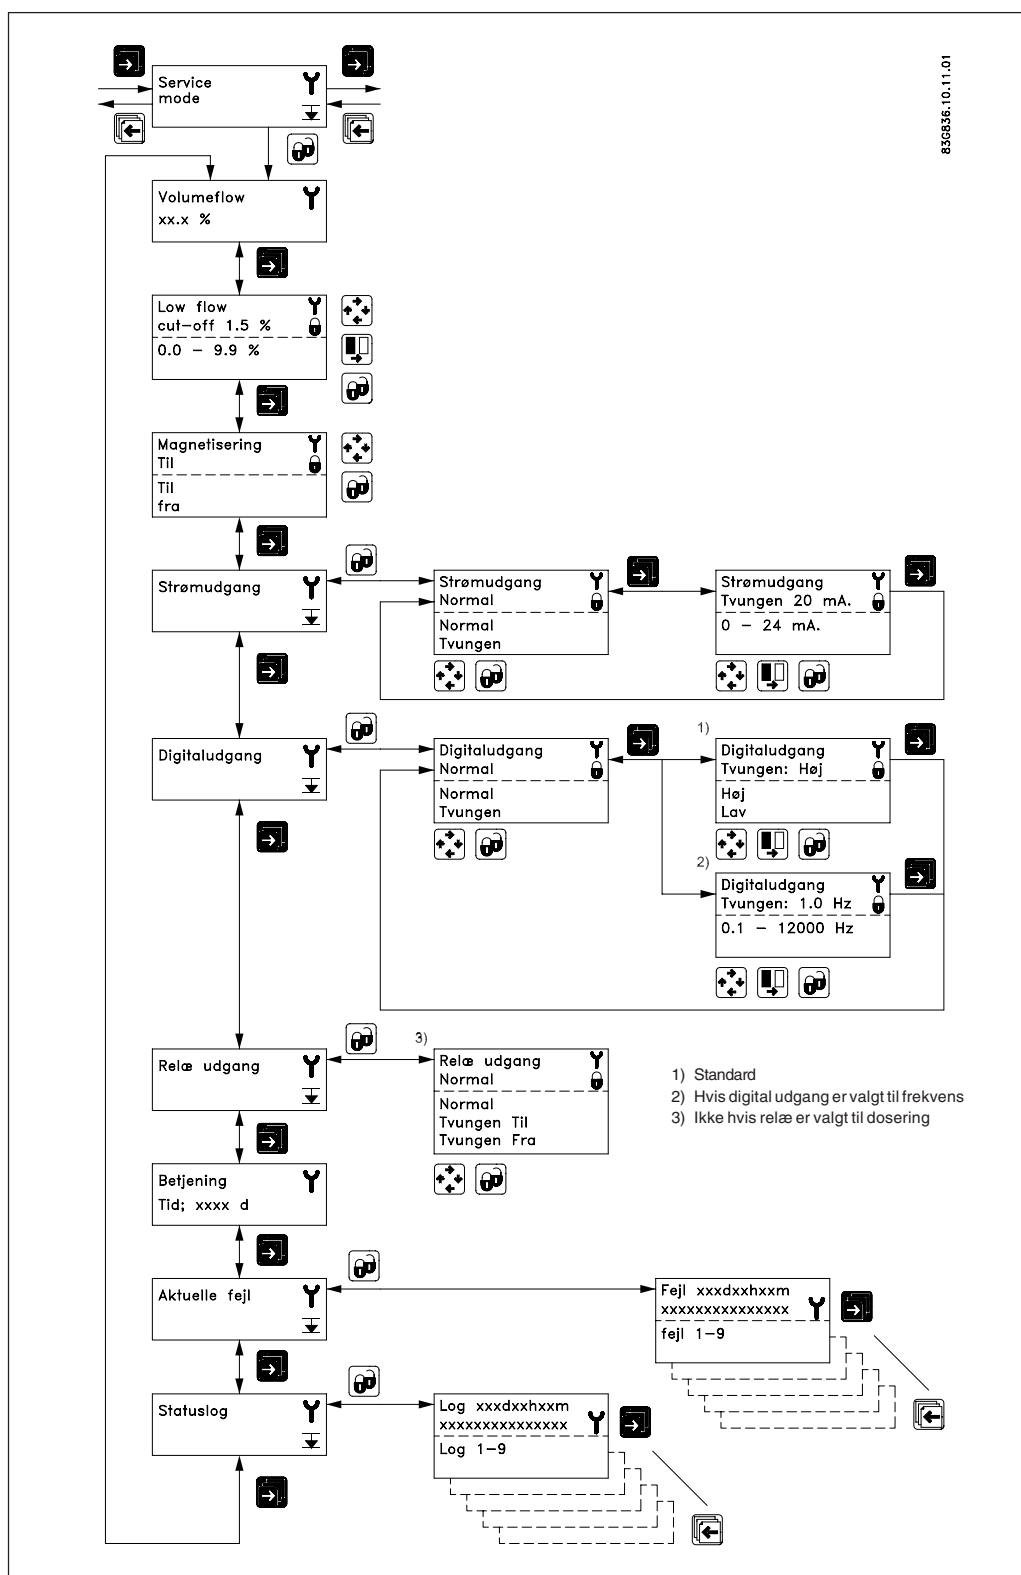 83G836.10.11.01
Service
mode
Volumeflow
xx.x %
Low flow
cut-off 1.5 %
0.0 - 9.9 %
Magnetisering
Til
Til
fra
Strømudgang
Strømudgang
Normal
Normal
Tvungen
Strømudgang
Tvungen 20 mA.
0 - 24 mA.
Digitaludgang
Digitaludgang
Normal
Normal
Tvungen
1)
Digitaludgang
Tvungen: Høj
Høj
Lav
2)
Digitaludgang
Tvungen: 1.0 Hz
0.1 - 12000 Hz
Relæ udgang
3)
Relæ udgang
Normal
Normal
Tvungen Til
Tvungen Fra
1) Standard
2) Hvis digital udgang er valgt til frekvens
3) Ikke hvis relæ er valgt til dosering
Betjening
Tid; xxxx d
Aktuelle fejl
Fejl xxxdxxhxxm
xxxxxxxxxxxxxxx
fejl 1-9
Statuslog
Log xxxdxxhxxm
xxxxxxxxxxxxxxx
Log 1-9